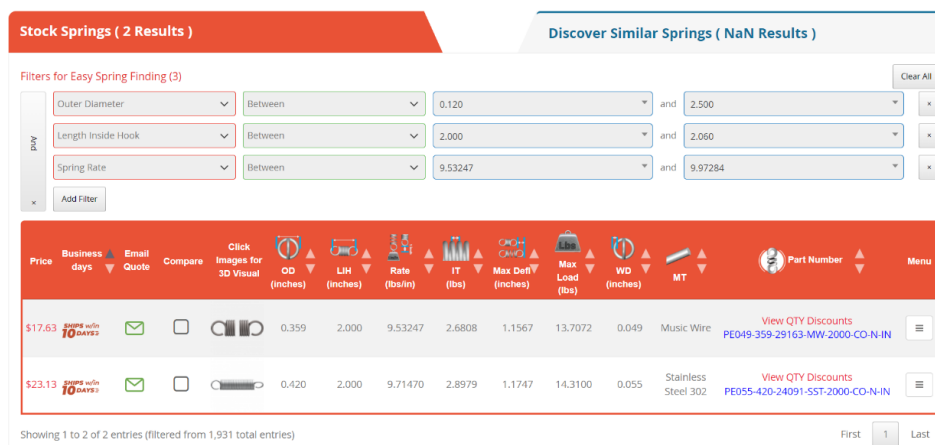 Stock Springs ( 2 Results )
Discover Similar Springs ( NaN Results )
Filters for Easy Spring Finding (3)
Clear All
And
×
Outer Diameter Between 0.120 and 2.500 ×
Length Inside Hook Between 2.000 and 2.060 ×
Spring Rate Between 9.53247 and 9.97284 ×
Add Filter
Price
Business days
Email Quote
Compare
Click Images for 3D Visual
OD (inches)
LIH (inches)
Rate (lbs/in)
IT (lbs)
Max Defl (inches)
Lbs
Max Load (lbs)
WD (inches)
MT
Part Number
Menu
$17.63 SHIPS w/in 10 DAYS 0.359 2.000 9.53247 2.6808 1.1567 13.7072 0.049 Music Wire View QTY Discounts
PE049-359-29163-MW-2000-CO-N-IN
$23.13 SHIPS w/in 10 DAYS 0.420 2.000 9.71470 2.8979 1.1747 14.3100 0.055 Stainless Steel 302 View QTY Discounts
PE055-420-24091-SST-2000-CO-N-IN
Showing 1 to 2 of 2 entries (filtered from 1,931 total entries)
First 1 Last